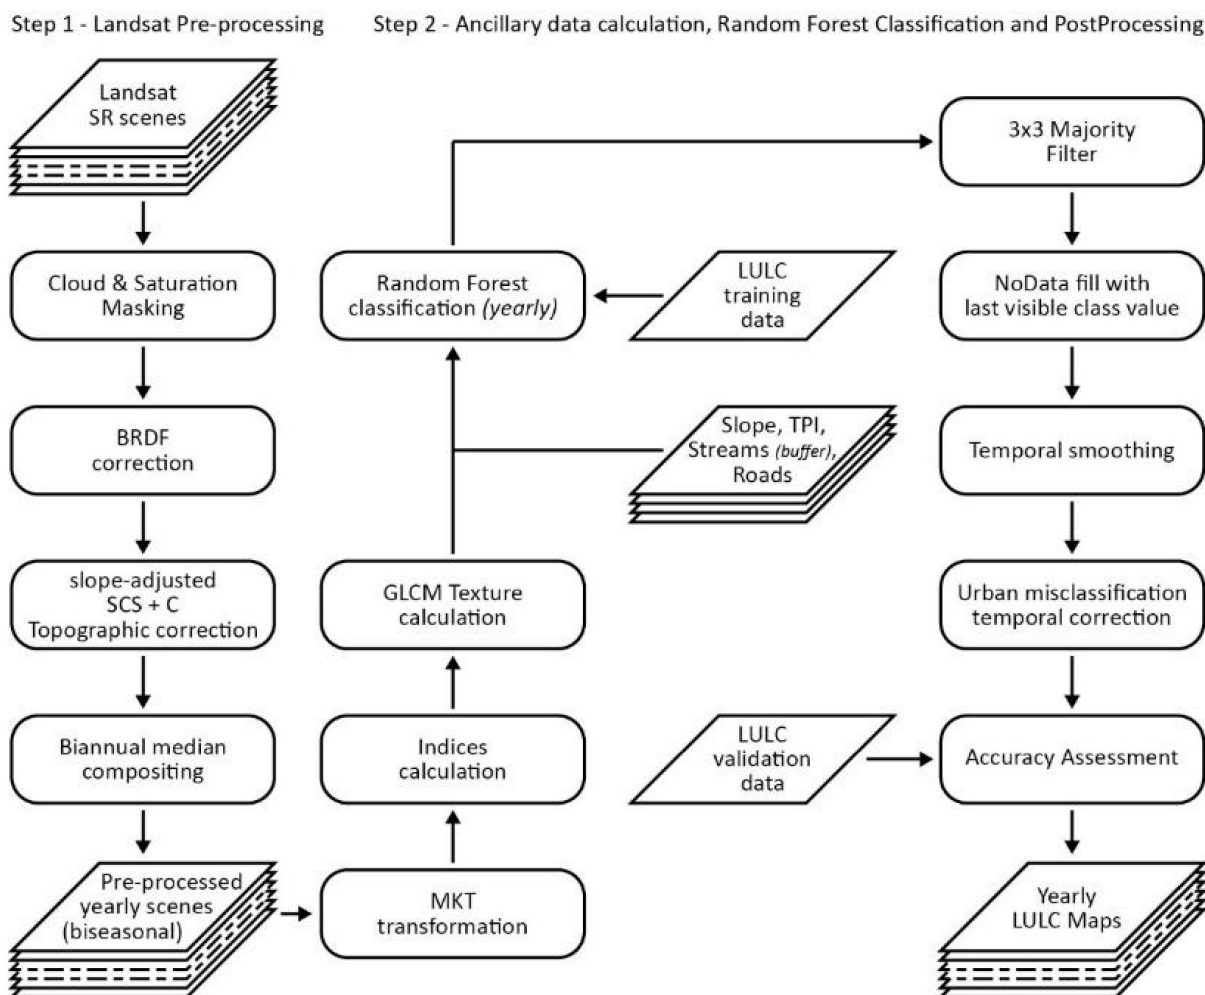 Step 1 - Landsat Pre-processing
Step 2 - Ancillary data calculation, Random Forest Classification and PostProcessing
Landsat
SR scenes
Cloud & Saturation
Masking
BRDF
correction
slope-adjusted
SCS + C
Topographic correction
Biannual median
compositing
Pre-processed
yearly scenes
(biseasonal)
MKT
transformation
Indices
calculation
GLCM Texture
calculation
Slope, TPI,
Streams (buffer),
Roads
Random Forest
classification (yearly)
LULC
training
data
3x3 Majority
Filter
NoData fill with
last visible class value
Temporal smoothing
Urban misclassification
temporal correction
LULC
validation
data
Accuracy Assessment
Yearly
LULC Maps